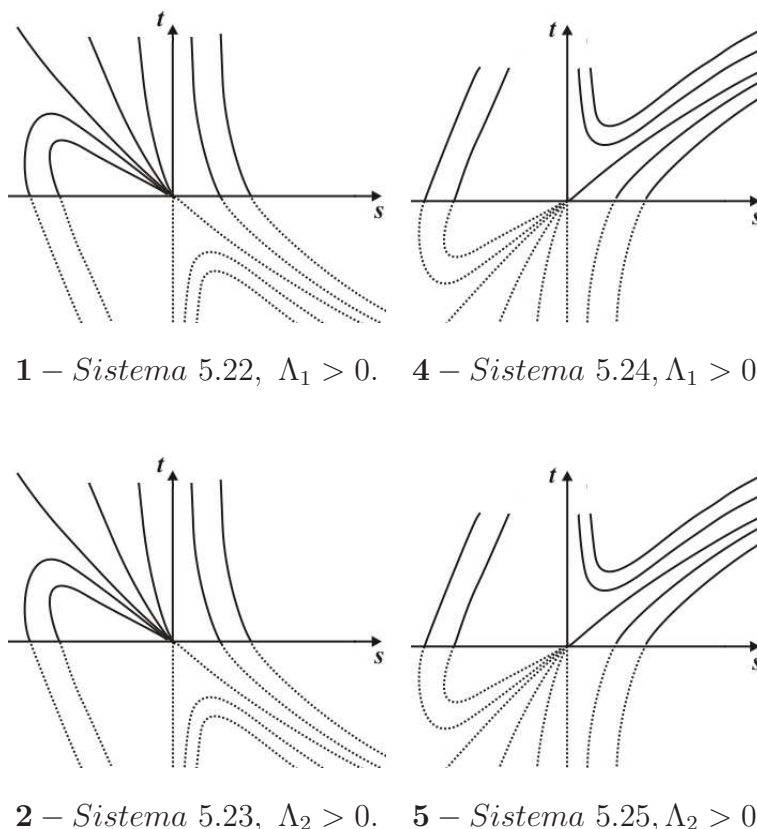 t t
s s
1 – Sistema 5.22, Λ₁ > 0. 4 – Sistema 5.24, Λ₁ > 0
t t
s s
2 – Sistema 5.23, Λ₂ > 0. 5 – Sistema 5.25, Λ₂ > 0